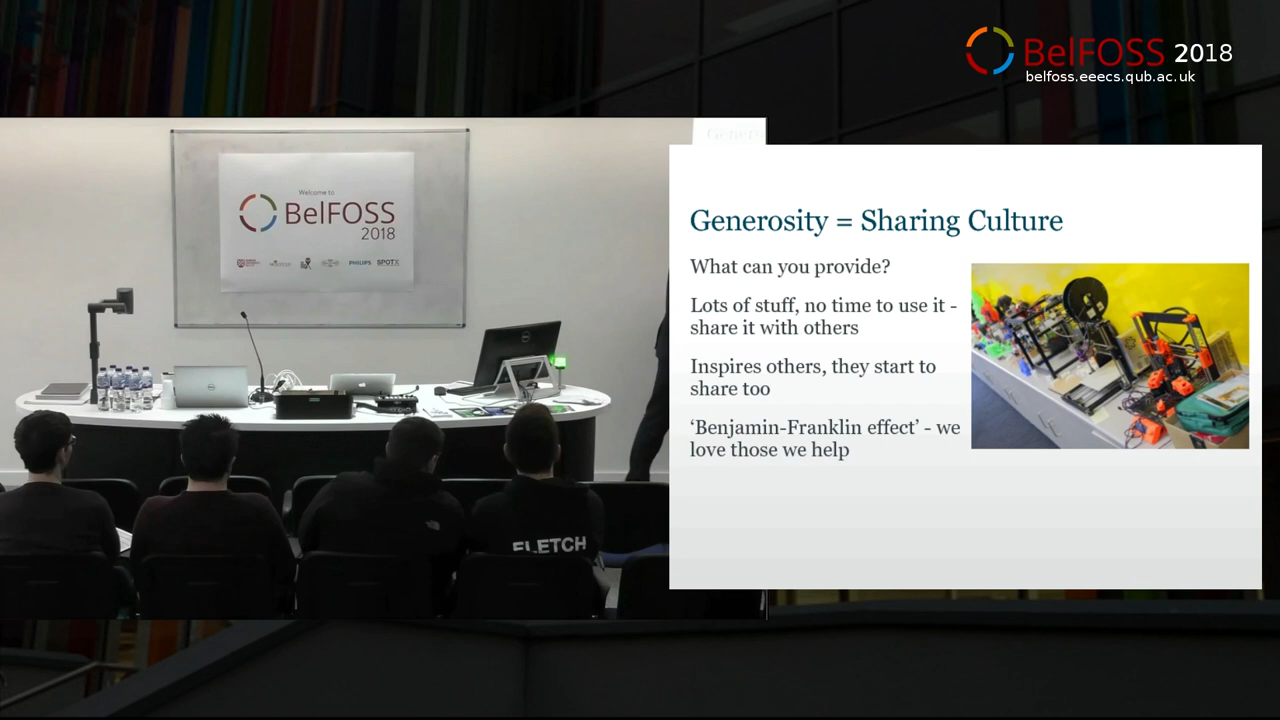 BelFOSS 2018
belfoss.eeecs.qub.ac.uk
Welcome to
BelFOSS
2018
PHILIPS
SPOTX
DELL
FLETCH
Genero
Generosity = Sharing Culture
What can you provide?
Lots of stuff, no time to use it -
share it with others
Inspires others, they start to
share too
‘Benjamin-Franklin effect’ - we
love those we help